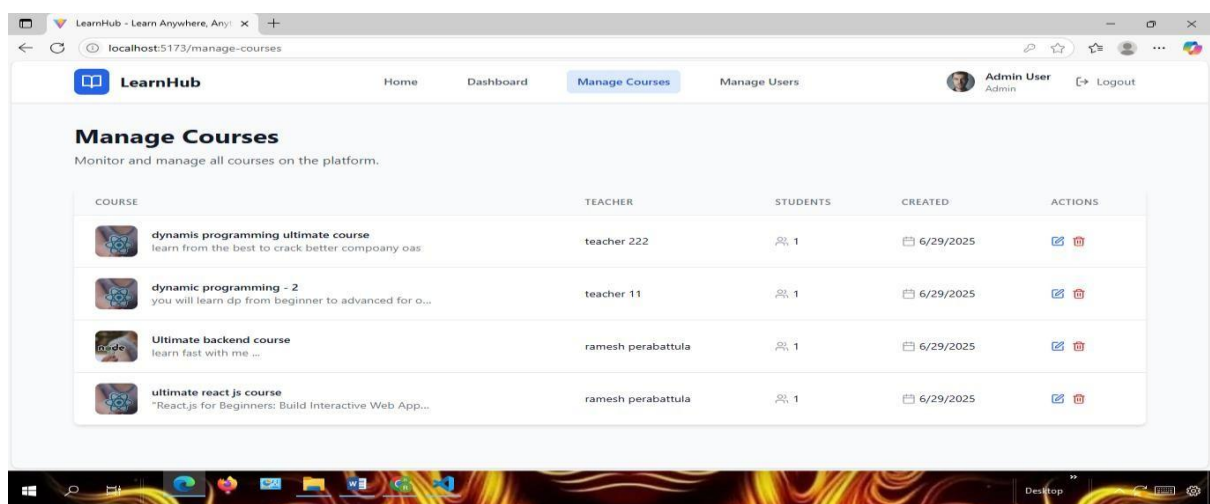 LearnHub - Learn Anywhere, Any
localhost:5173/manage-courses
LearnHub Home Dashboard Manage Courses Manage Users Admin User Logout
Admin
Manage Courses
Monitor and manage all courses on the platform.
COURSE TEACHER STUDENTS CREATED ACTIONS
dynamis programming ultimate course
learn from the best to crack better compoany oas
teacher 222 1 6/29/2025
dynamic programming - 2
you will learn dp from beginner to advanced for o...
teacher 11 1 6/29/2025
node
Ultimate backend course
learn fast with me ...
ramesh perabattula 1 6/29/2025
ultimate react js course
"React.js for Beginners: Build Interactive Web App...
ramesh perabattula 1 6/29/2025
Desktop